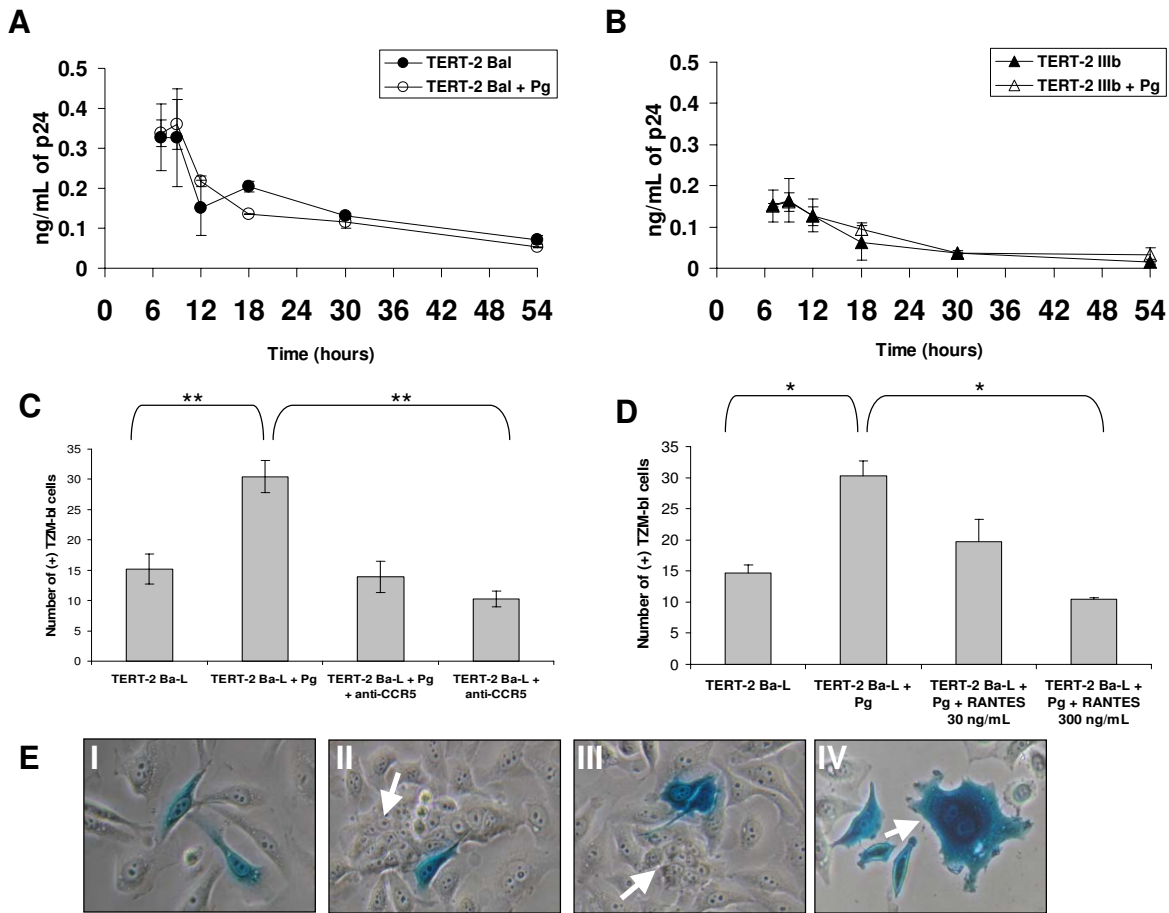 A
TERT-2 Bal
TERT-2 Bal + Pg
ng/mL of p24
0.5
0.4
0.3
0.2
0.1
0
0 6 12 18 24 30 36 42 48 54
Time (hours)
B
TERT-2 IIIb
TERT-2 IIIb + Pg
ng/mL of p24
0.5
0.4
0.3
0.2
0.1
0
0 6 12 18 24 30 36 42 48 54
Time (hours)
C
**
**
Number of (+) TZM-bl cells
35
30
25
20
15
10
5
0
TERT-2 Ba-L
TERT-2 Ba-L + Pg
TERT-2 Ba-L + Pg
+ anti-CCR5
TERT-2 Ba-L +
anti-CCR5
D
*
*
Number of (+) TZM-bl cells
35
30
25
20
15
10
5
0
TERT-2 Ba-L
TERT-2 Ba-L +
Pg
TERT-2 Ba-L +
Pg + RANTES
30 ng/mL
TERT-2 Ba-L +
Pg + RANTES
300 ng/mL
E
I
II
III
IV